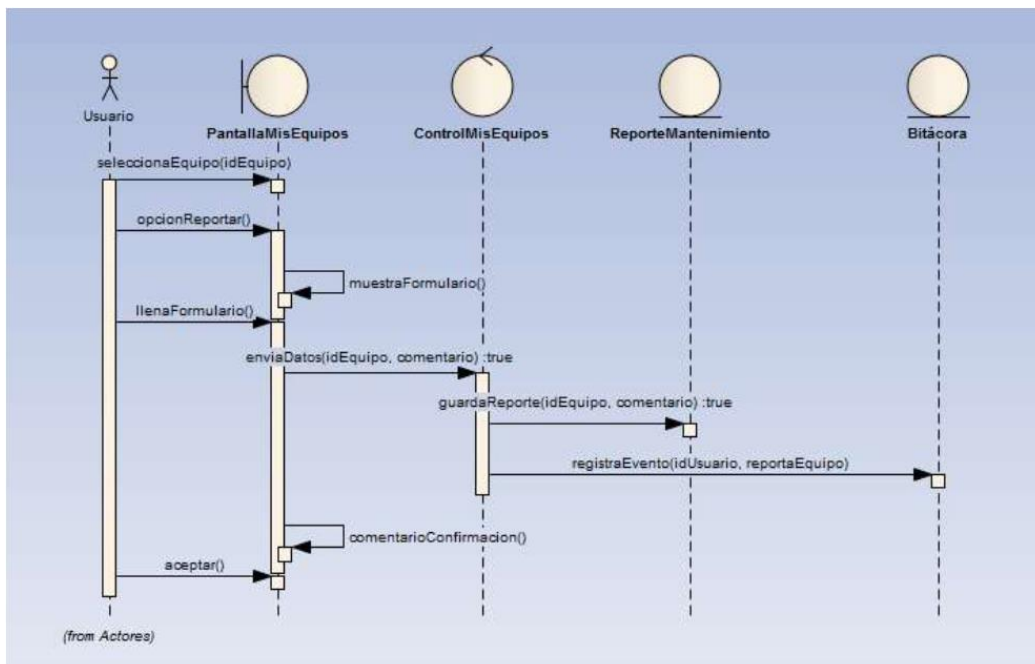 Usuario
PantallaMisEquipos
ControlMisEquipos
ReporteMantenimiento
Bitácora
seleccionaEquipo(idEquipo)
opcionReportar()
muestraFormulario()
llenaFormulario()
enviaDatos(idEquipo, comentario) :true
guardaReporte(idEquipo, comentario) :true
registraEvento(idUsuario, reportaEquipo)
comentarioConfirmacion()
aceptar()
(from Actores)